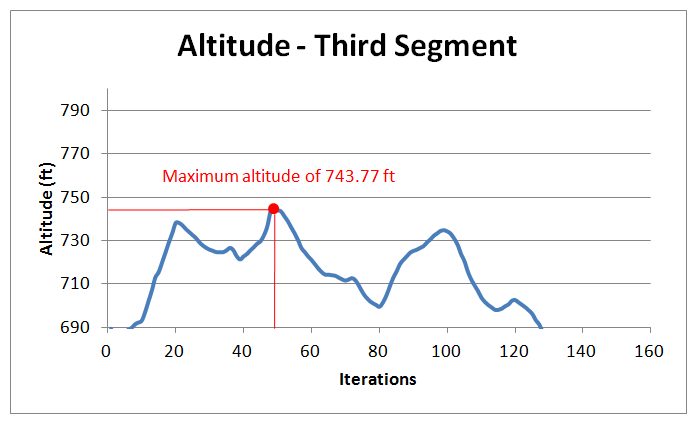 Altitude - Third Segment
790
770
750
730
710
690
Altitude (ft)
Maximum altitude of 743.77 ft
0 20 40 60 80 100 120 140 160
Iterations